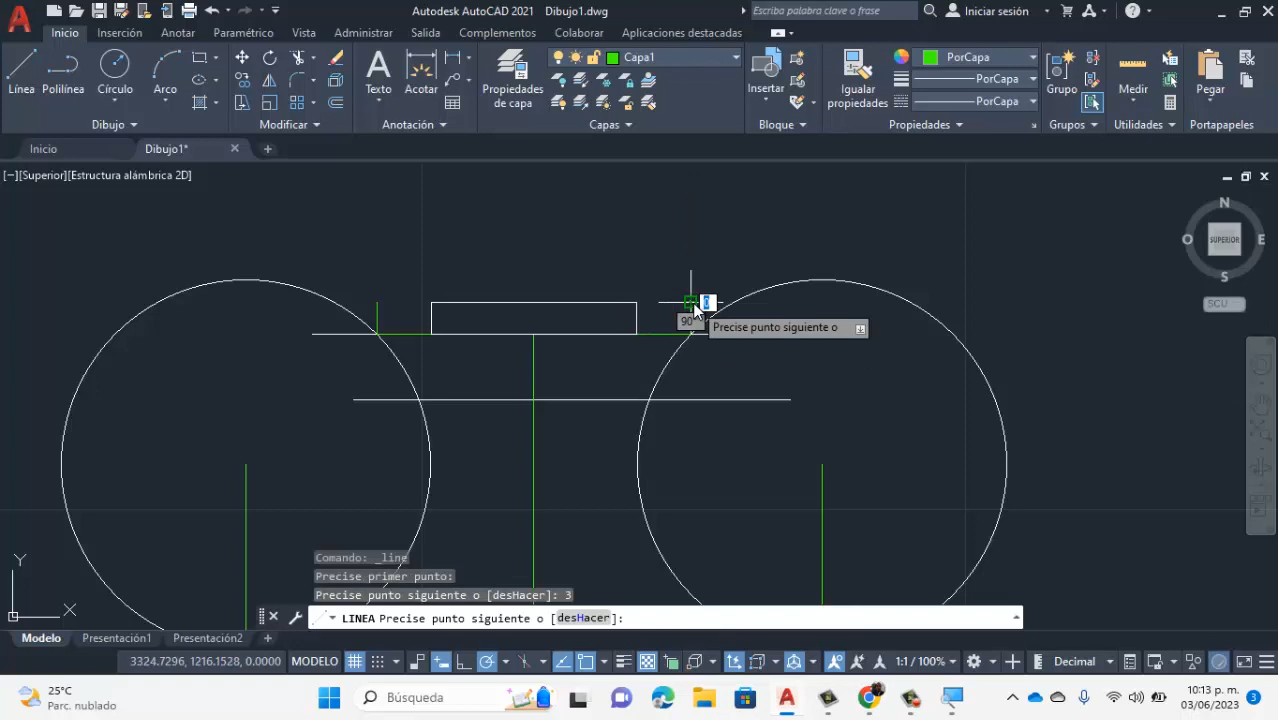 A Autodesk AutoCAD 2021 Dibujo1.dwg Escriba palabra clave o frase Iniciar sesión ?
Inicio Inserción Anotar Paramétrico Vista Administrar Salida Complementos Colaborar Aplicaciones destacadas
Línea Polilínea Círculo Arco
A Texto Acotar
Propiedades de capa
Capa1
Insertar
Igualar propiedades
PorCapa
PorCapa
PorCapa
Grupo Medir Pegar
Dibujo Modificar Anotación Capas Bloque Propiedades Grupos Utilidades Portapapeles
Inicio Dibujo1*
[−][Superior][Estructura alámbrica 2D]
N
O SUPERIOR E
S
SCU
0
90°
Precise punto siguiente o
Y
X
Comando: _line
Precise primer punto:
Precise punto siguiente o [desHacer]: 3
LINEA Precise punto siguiente o [desHacer]:
Modelo Presentación1 Presentación2 +
3324.7296, 1216.1528, 0.0000 MODELO 1:1 / 100% Decimal
25°C
Parc. nublado
Búsqueda
10:13 p. m.
03/06/2023
3